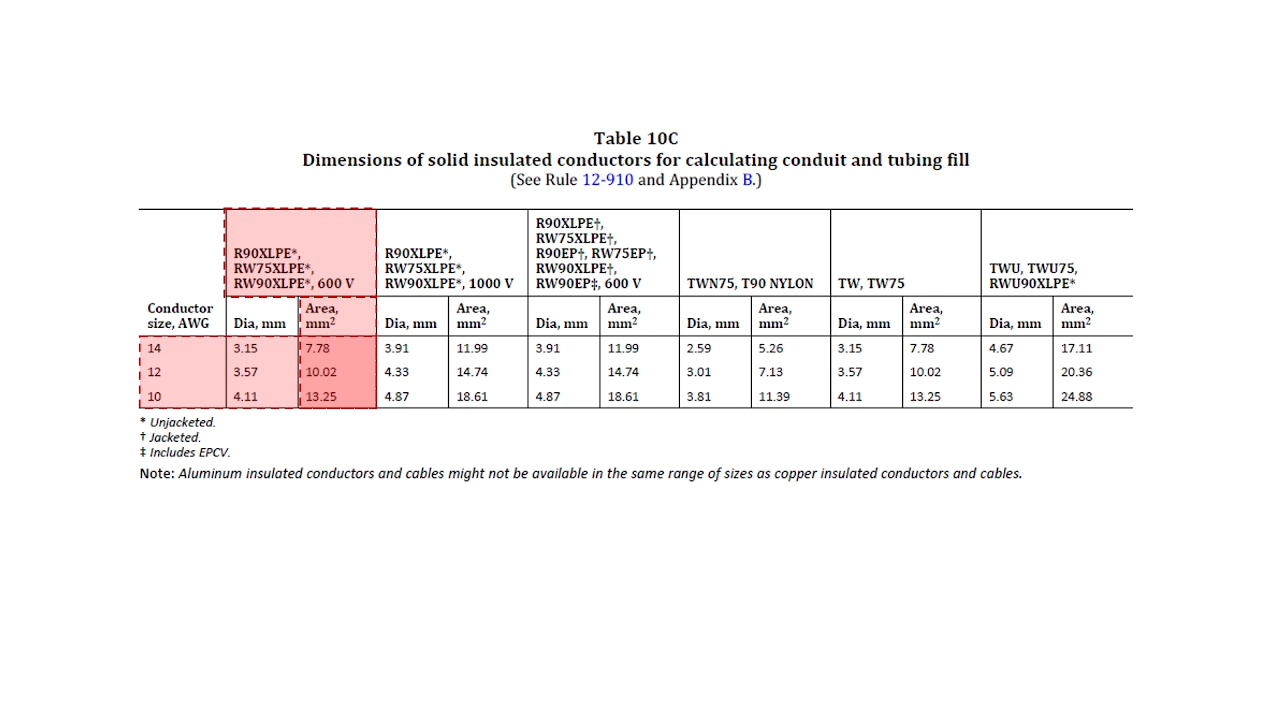 Table 10C
Dimensions of solid insulated conductors for calculating conduit and tubing fill
(See Rule 12-910 and Appendix B.)
R90XLPE*, RW75XLPE*, RW90XLPE*, 600 V
R90XLPE*, RW75XLPE*, RW90XLPE*, 1000 V
R90XLPE†, RW75XLPE†, R90EP†, RW75EP†, RW90XLPE†, RW90EP‡, 600 V
TWN75, T90 NYLON
TW, TW75
TWU, TWU75, RWU90XLPE*
Conductor size, AWG Dia, mm Area, mm² Dia, mm Area, mm² Dia, mm Area, mm² Dia, mm Area, mm² Dia, mm Area, mm² Dia, mm Area, mm²
14 3.15 7.78 3.91 11.99 3.91 11.99 2.59 5.26 3.15 7.78 4.67 17.11
12 3.57 10.02 4.33 14.74 4.33 14.74 3.01 7.13 3.57 10.02 5.09 20.36
10 4.11 13.25 4.87 18.61 4.87 18.61 3.81 11.39 4.11 13.25 5.63 24.88
* Unjacketed.
† Jacketed.
‡ Includes EPCV.
Note: Aluminum insulated conductors and cables might not be available in the same range of sizes as copper insulated conductors and cables.